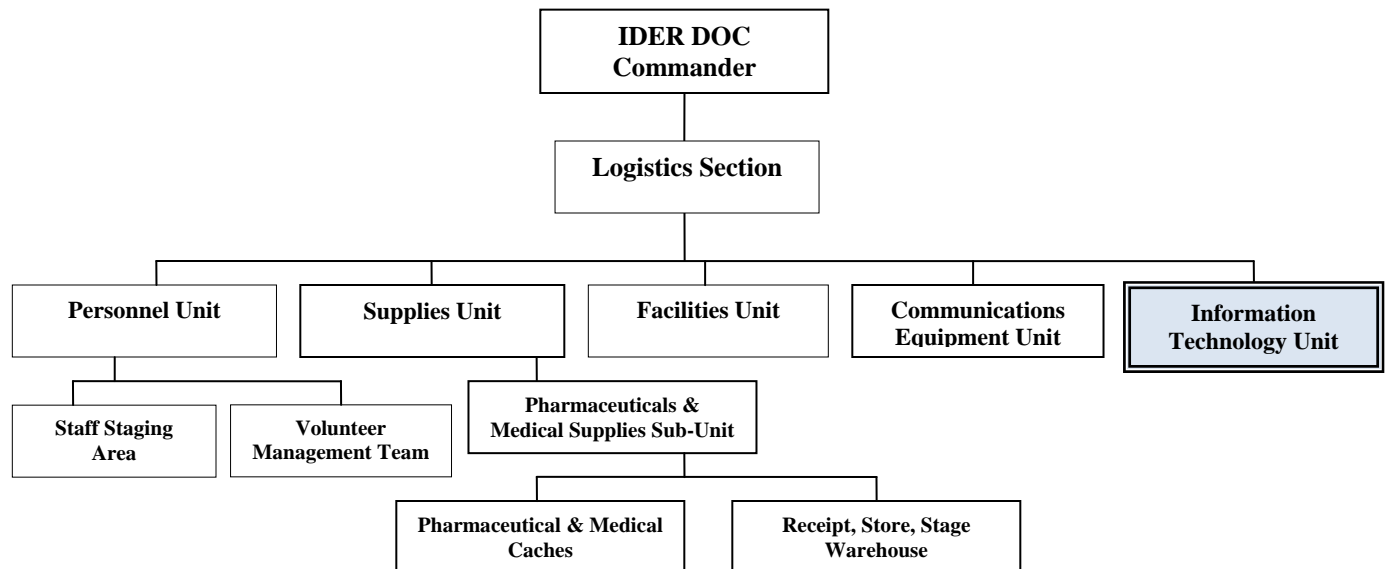 IDER DOC
Commander
Logistics Section
Personnel Unit
Supplies Unit
Facilities Unit
Communications
Equipment Unit
Information
Technology Unit
Staff Staging
Area
Volunteer
Management Team
Pharmaceuticals &
Medical Supplies Sub-Unit
Pharmaceutical & Medical
Caches
Receipt, Store, Stage
Warehouse